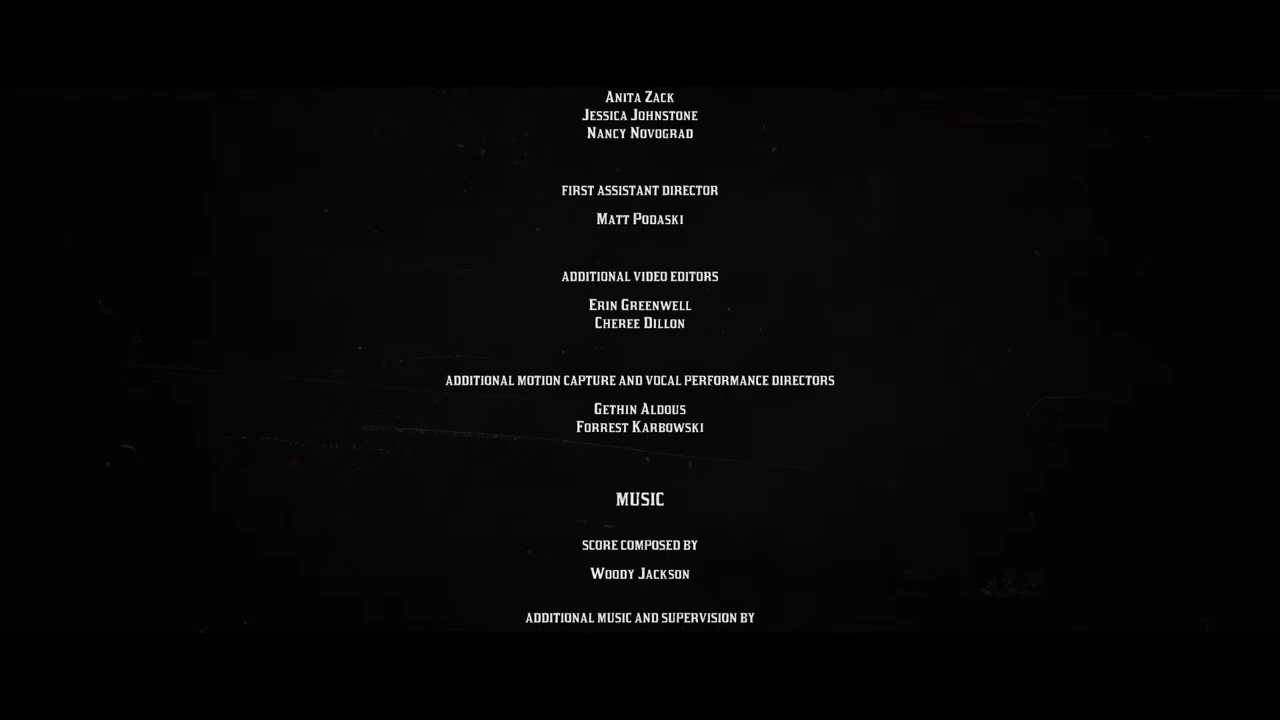 Anita Zack
Jessica Johnstone
Nancy Novograd
FIRST ASSISTANT DIRECTOR
Matt Podaski
ADDITIONAL VIDEO EDITORS
Erin Greenwell
Cheree Dillon
ADDITIONAL MOTION CAPTURE AND VOCAL PERFORMANCE DIRECTORS
Gethin Aldous
Forrest Karbowski
MUSIC
SCORE COMPOSED BY
Woody Jackson
ADDITIONAL MUSIC AND SUPERVISION BY